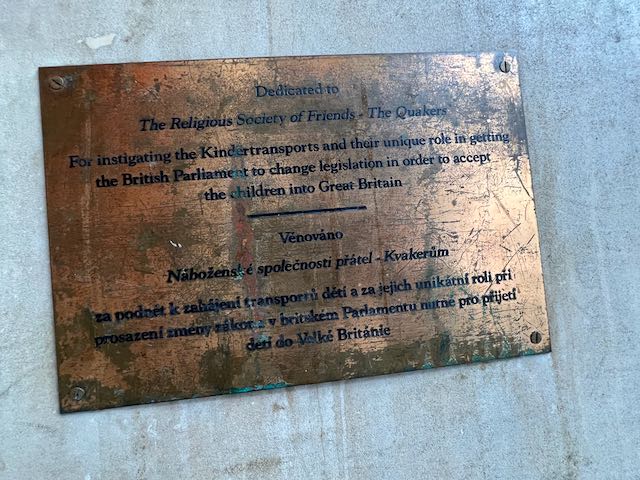 Dedicated to
The Religious Society of Friends - The Quakers
For instigating the Kindertransports and their unique role in getting
the British Parliament to change legislation in order to accept
the children into Great Britain
Věnováno
Náboženské společnosti přátel - Kvakerům
za podnět k zahájení transportů dětí a za jejich unikátní roli při
prosazení změny zákona v britském Parlamentu nutné pro přijetí
dětí do Velké Británie